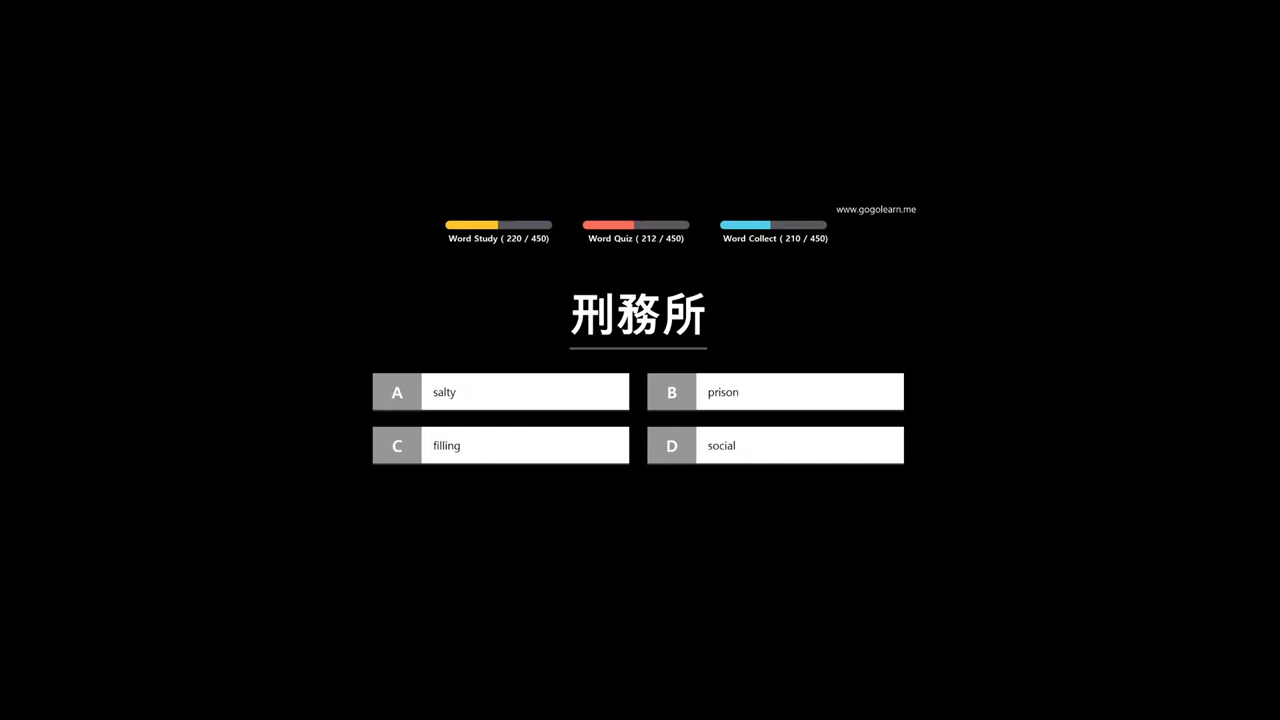 www.gogolearn.me
Word Study ( 220 / 450)
Word Quiz ( 212 / 450)
Word Collect ( 210 / 450)
刑務所
A salty
B prison
C filling
D social